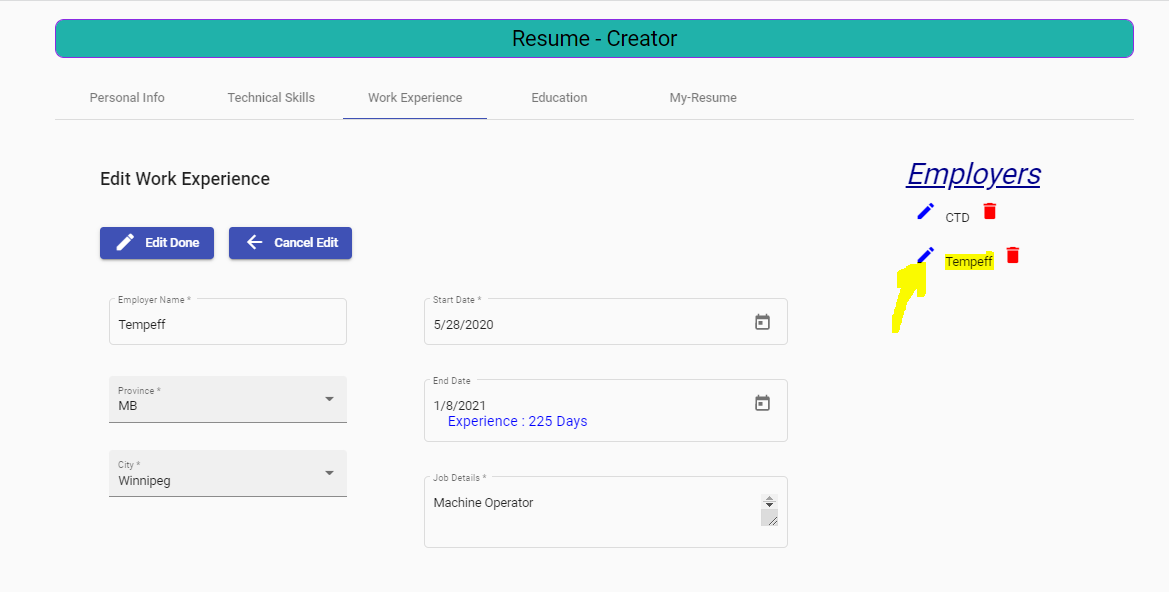 Resume - Creator
Personal Info
Technical Skills
Work Experience
Education
My-Resume
Edit Work Experience
Edit Done
Cancel Edit
Employer Name *
Tempeff
Province *
MB
City *
Winnipeg
Start Date *
5/28/2020
End Date
1/8/2021
Experience : 225 Days
Job Details *
Machine Operator
Employers
CTD
Tempeff